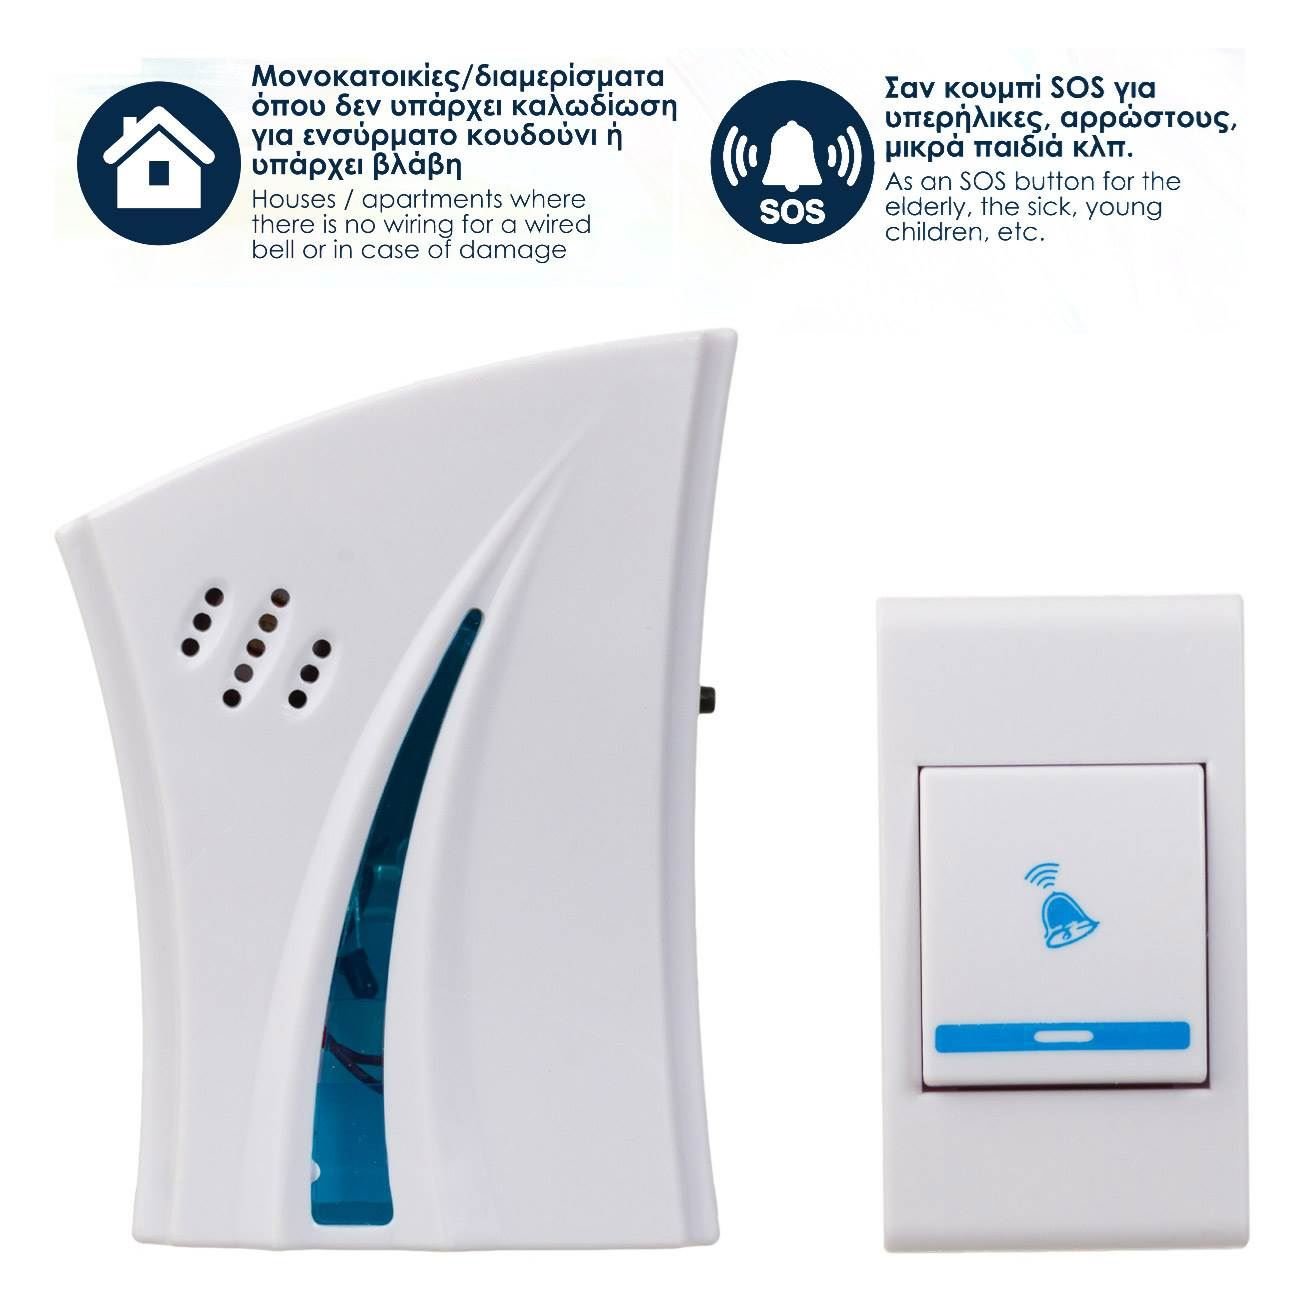 Μονοκατοικίες/διαμερίσματα
όπου δεν υπάρχει καλωδίωση
για ενσύρματο κουδούνι ή
υπάρχει βλάβη
Houses / apartments where
there is no wiring for a wired
bell or in case of damage
SOS
Σαν κουμπί SOS για
υπερήλικες, αρρώστους,
μικρά παιδιά κλπ.
As an SOS button for the
elderly, the sick, young
children, etc.